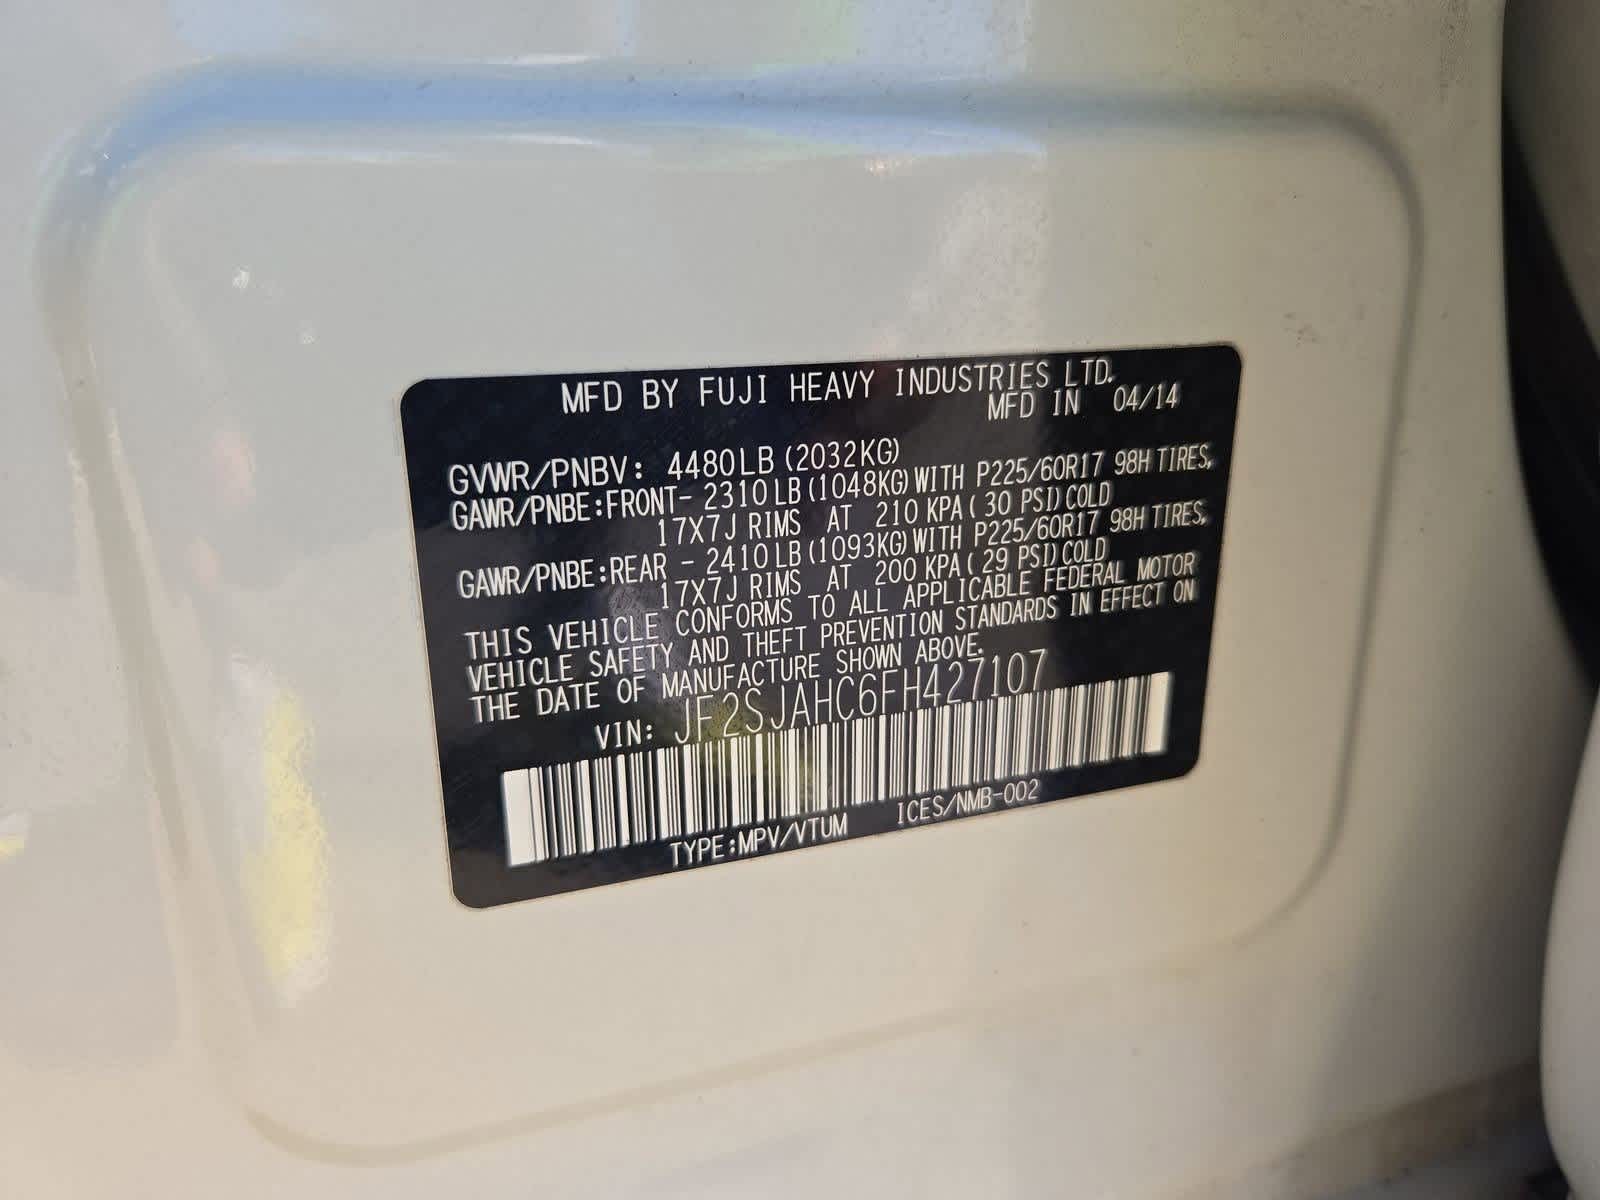 MFD BY FUJI HEAVY INDUSTRIES LTD.
MFD IN 04/14
GVWR/PNBV: 4480LB (2032KG)
GAWR/PNBE:FRONT- 2310LB (1048KG) WITH P225/60R17 98H TIRES,
17X7J RIMS AT 210 KPA( 30 PSI) COLD
GAWR/PNBE:REAR - 2410LB (1093KG) WITH P225/60R17 98H TIRES,
17X7J RIMS AT 200 KPA( 29 PSI) COLD
THIS VEHICLE CONFORMS TO ALL APPLICABLE FEDERAL MOTOR
VEHICLE SAFETY AND THEFT PREVENTION STANDARDS IN EFFECT ON
THE DATE OF MANUFACTURE SHOWN ABOVE.
VIN: JF2SJAHC6FH427107
TYPE:MPV/VTUM ICES/NMB-002